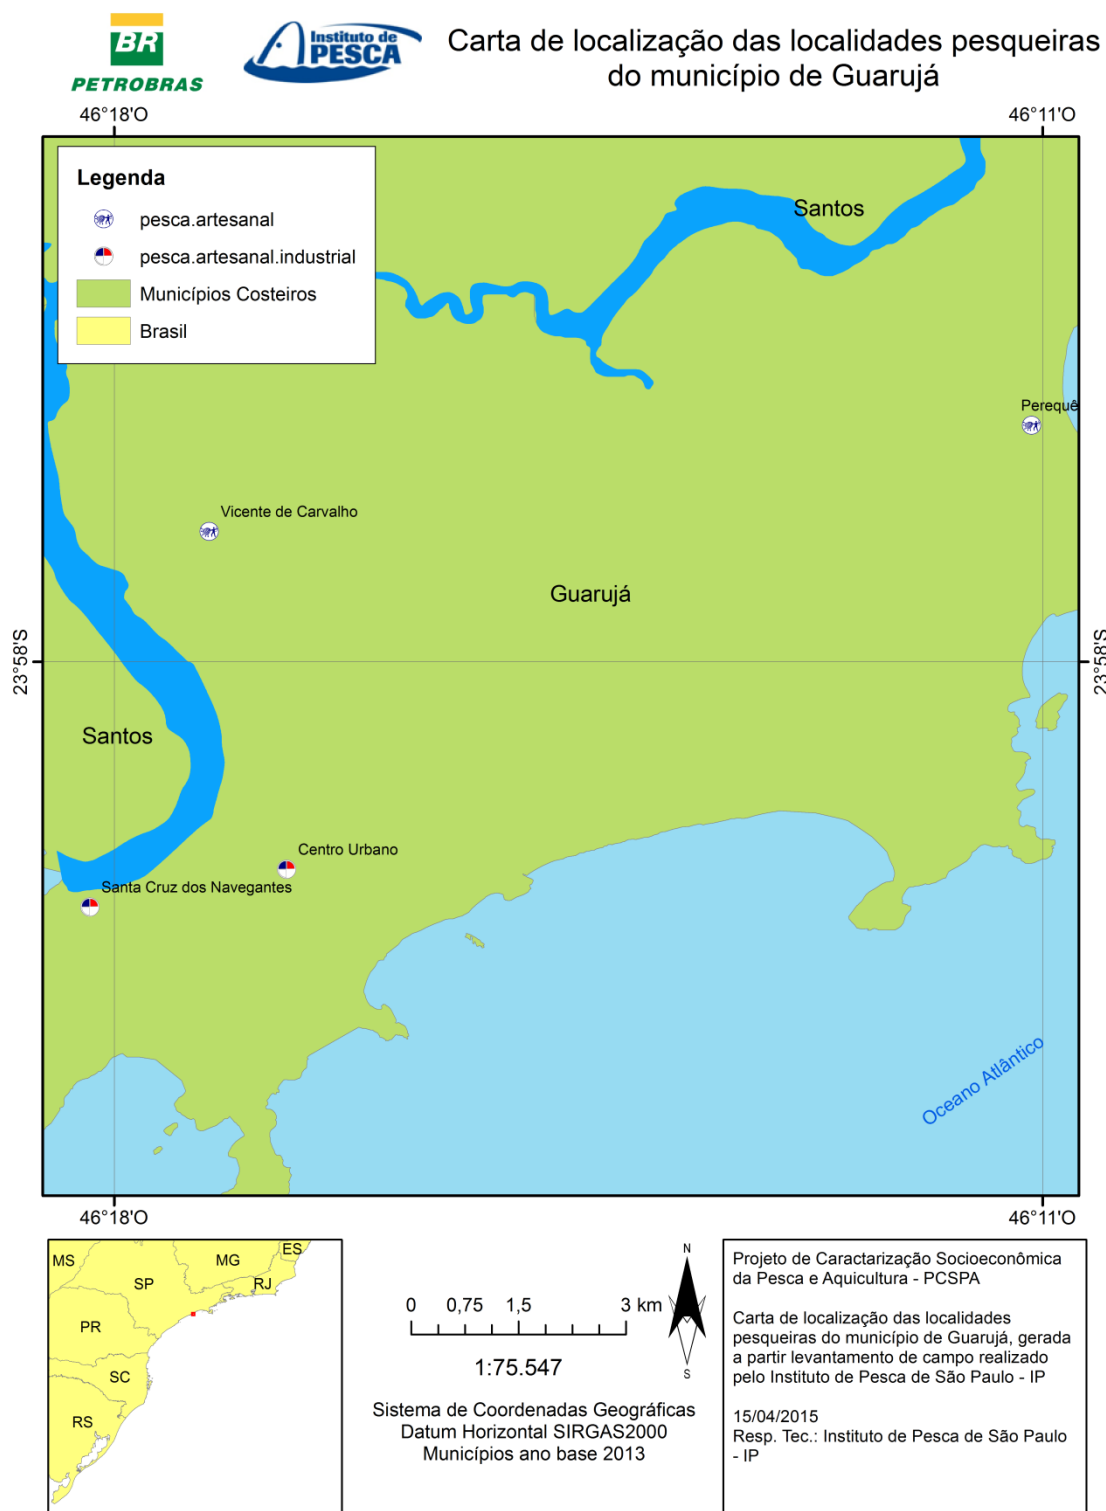 BR
PETROBRAS
Instituto de
PESCA
Carta de localização das localidades pesqueiras
do município de Guarujá
46°18'O
46°11'O
Legenda
pesca.artesanal
pesca.artesanal.industrial
Municípios Costeiros
Brasil
Santos
Perequê
Vicente de Carvalho
Guarujá
23°58'S
23°58'S
Santos
Centro Urbano
Santa Cruz dos Navegantes
Oceano Atlântico
46°18'O
46°11'O
MS
MG
ES
SP
RJ
PR
SC
RS
0 0,75 1,5 3 km
N
S
1:75.547
Sistema de Coordenadas Geográficas
Datum Horizontal SIRGAS2000
Municípios ano base 2013
Projeto de Caractarização Socioeconômica
da Pesca e Aquicultura - PCSPA
Carta de localização das localidades
pesqueiras do município de Guarujá, gerada
a partir levantamento de campo realizado
pelo Instituto de Pesca de São Paulo - IP
15/04/2015
Resp. Tec.: Instituto de Pesca de São Paulo
- IP